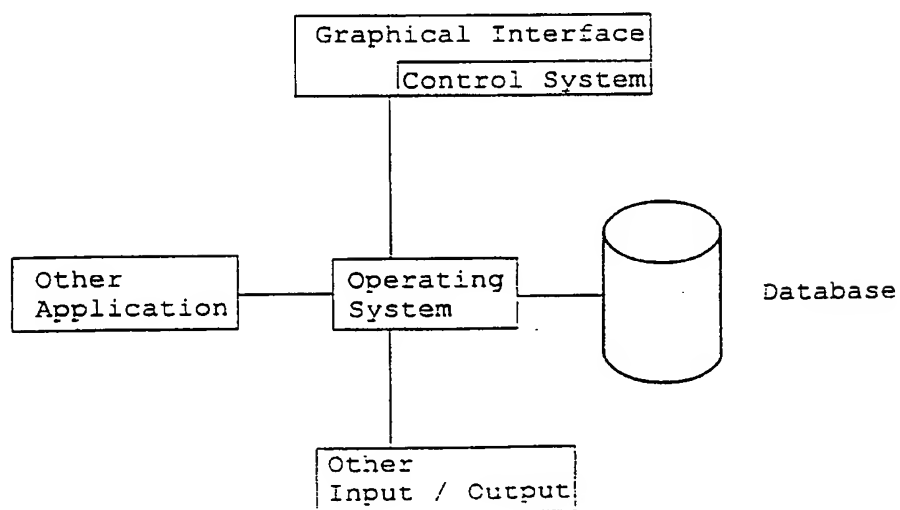 Graphical Interface
Control System
Other
Application
Operating
System
Database
Other
Input / Output